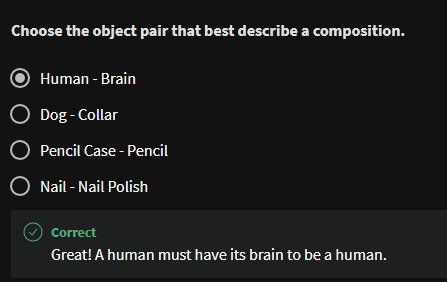 Choose the object pair that best describe a composition.
Human - Brain
Dog - Collar
Pencil Case - Pencil
Nail - Nail Polish
Correct
Great! A human must have its brain to be a human.